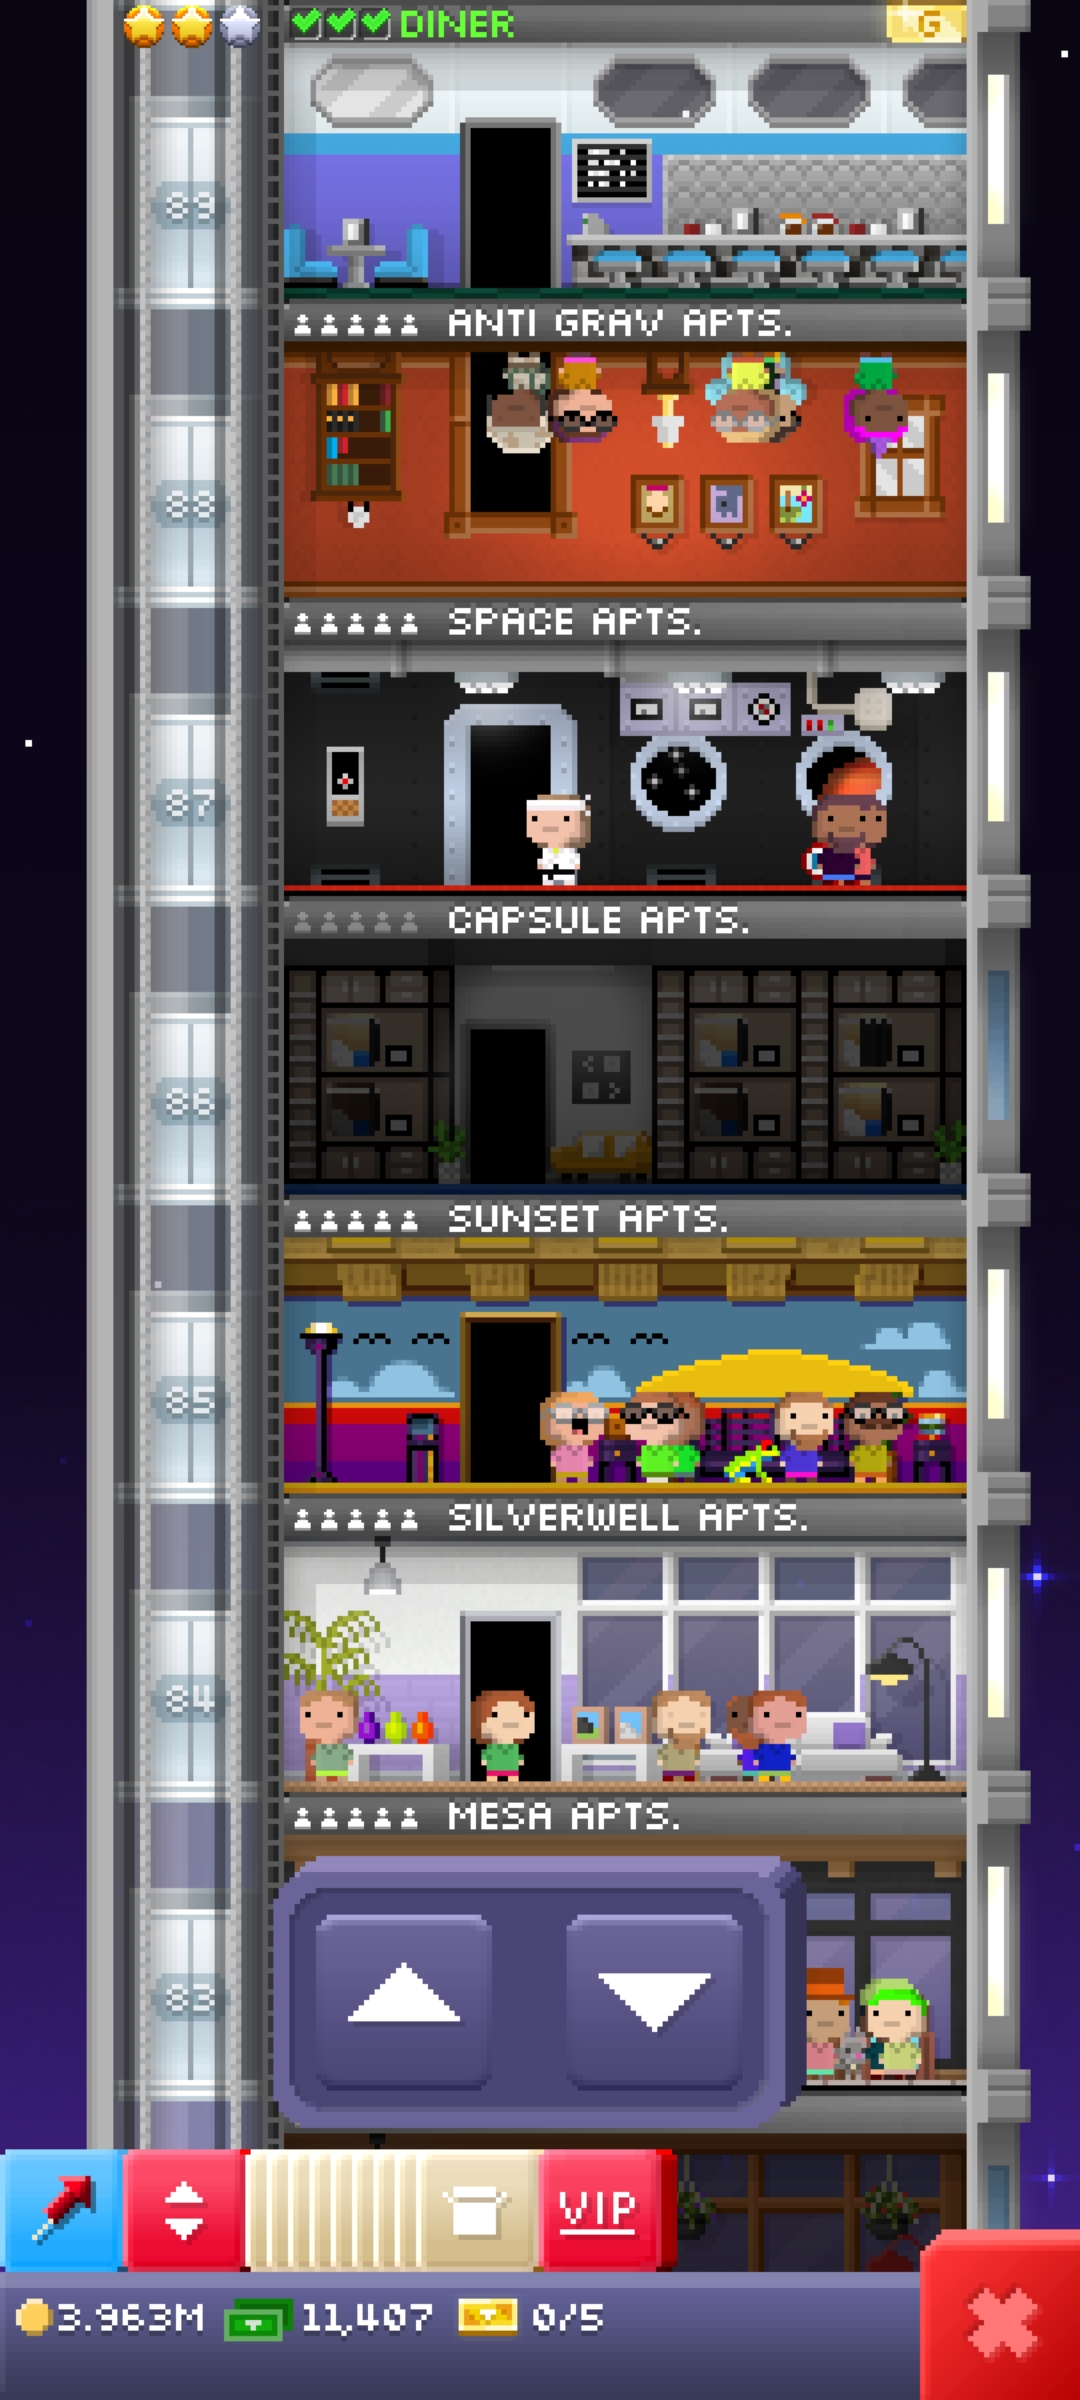 DINER
G
89
ANTI GRAV APTS.
88
SPACE APTS.
87
CAPSULE APTS.
86
SUNSET APTS.
85
SILVERWELL APTS.
84
MESA APTS.
83
VIP
3.963M 11,407 0/5